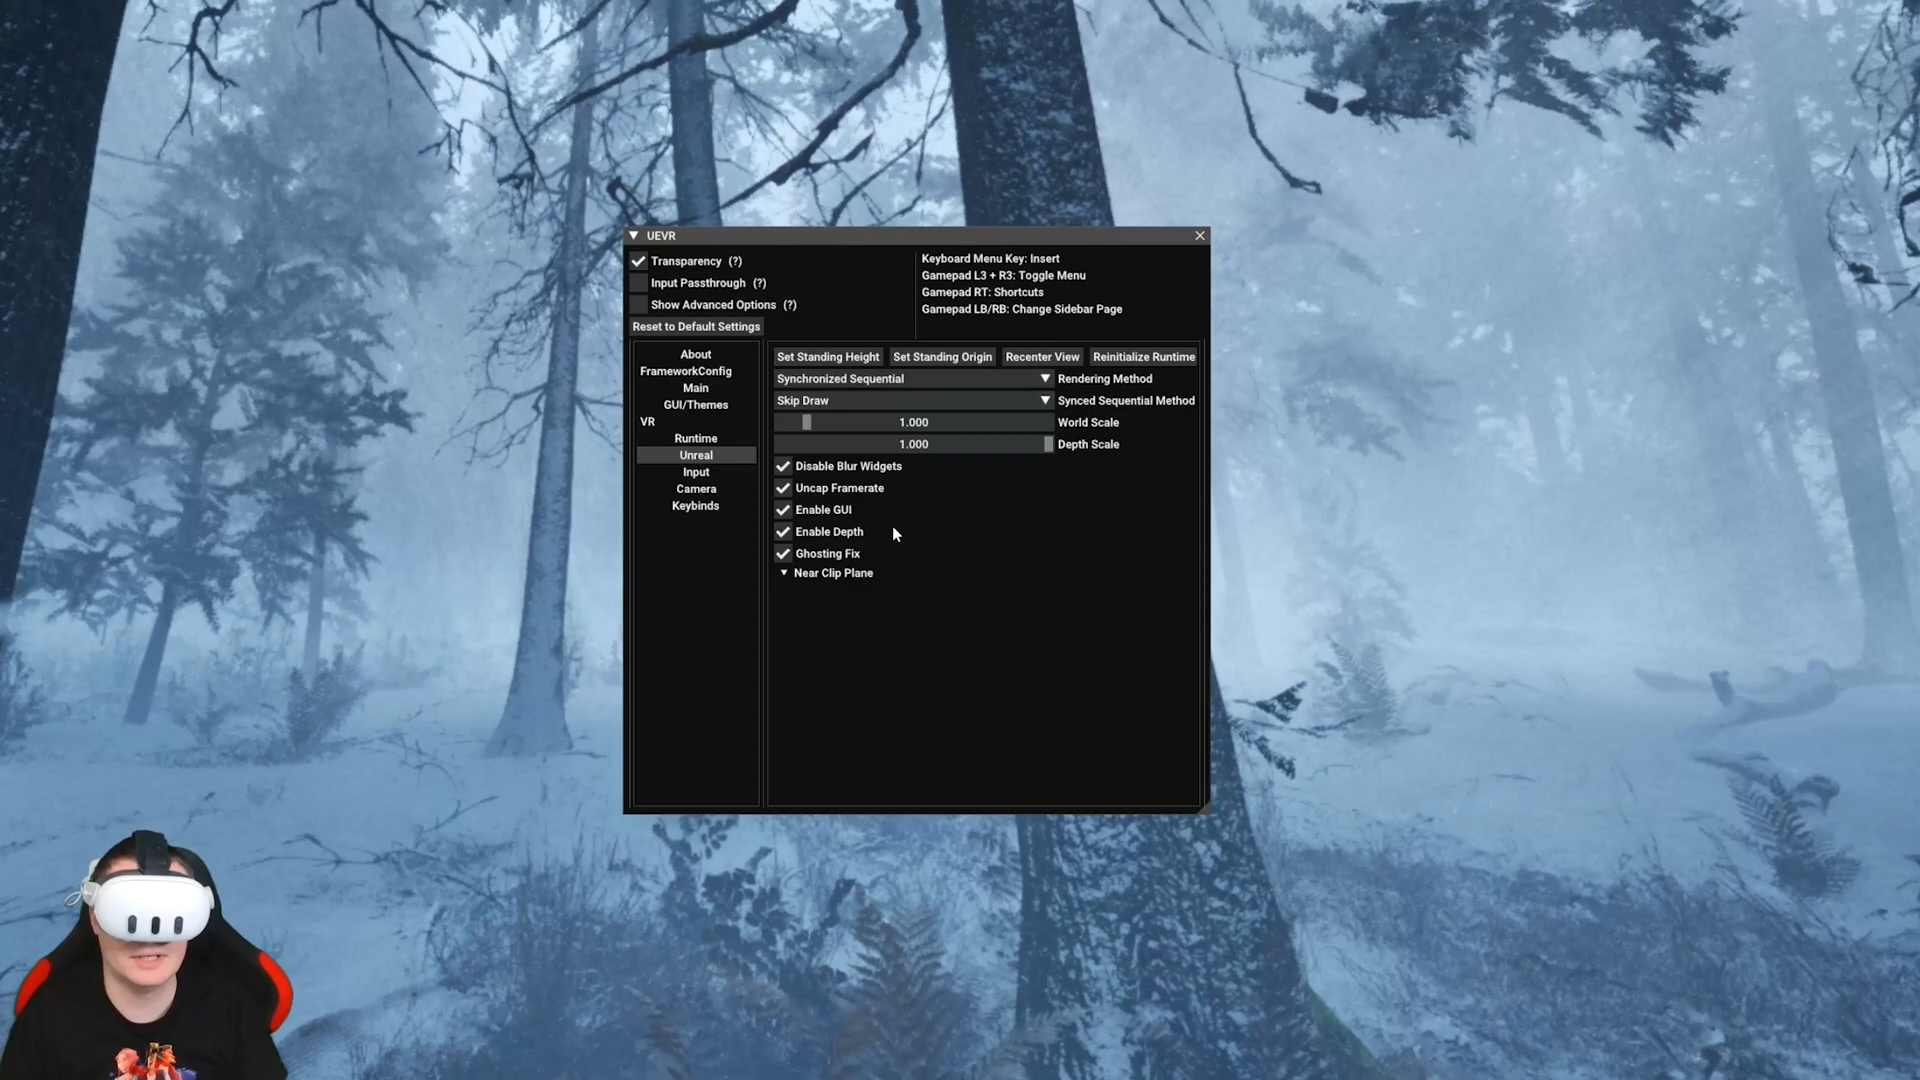 UEVR
Transparency (?)
Input Passthrough (?)
Show Advanced Options (?)
Reset to Default Settings
Keyboard Menu Key: Insert
Gamepad L3 + R3: Toggle Menu
Gamepad RT: Shortcuts
Gamepad LB/RB: Change Sidebar Page
About
FrameworkConfig
Main
GUI/Themes
VR
Runtime
Unreal
Input
Camera
Keybinds
Set Standing Height Set Standing Origin Recenter View Reinitialize Runtime
Synchronized Sequential Rendering Method
Skip Draw Synced Sequential Method
1.000 World Scale
1.000 Depth Scale
Disable Blur Widgets
Uncap Framerate
Enable GUI
Enable Depth
Ghosting Fix
Near Clip Plane